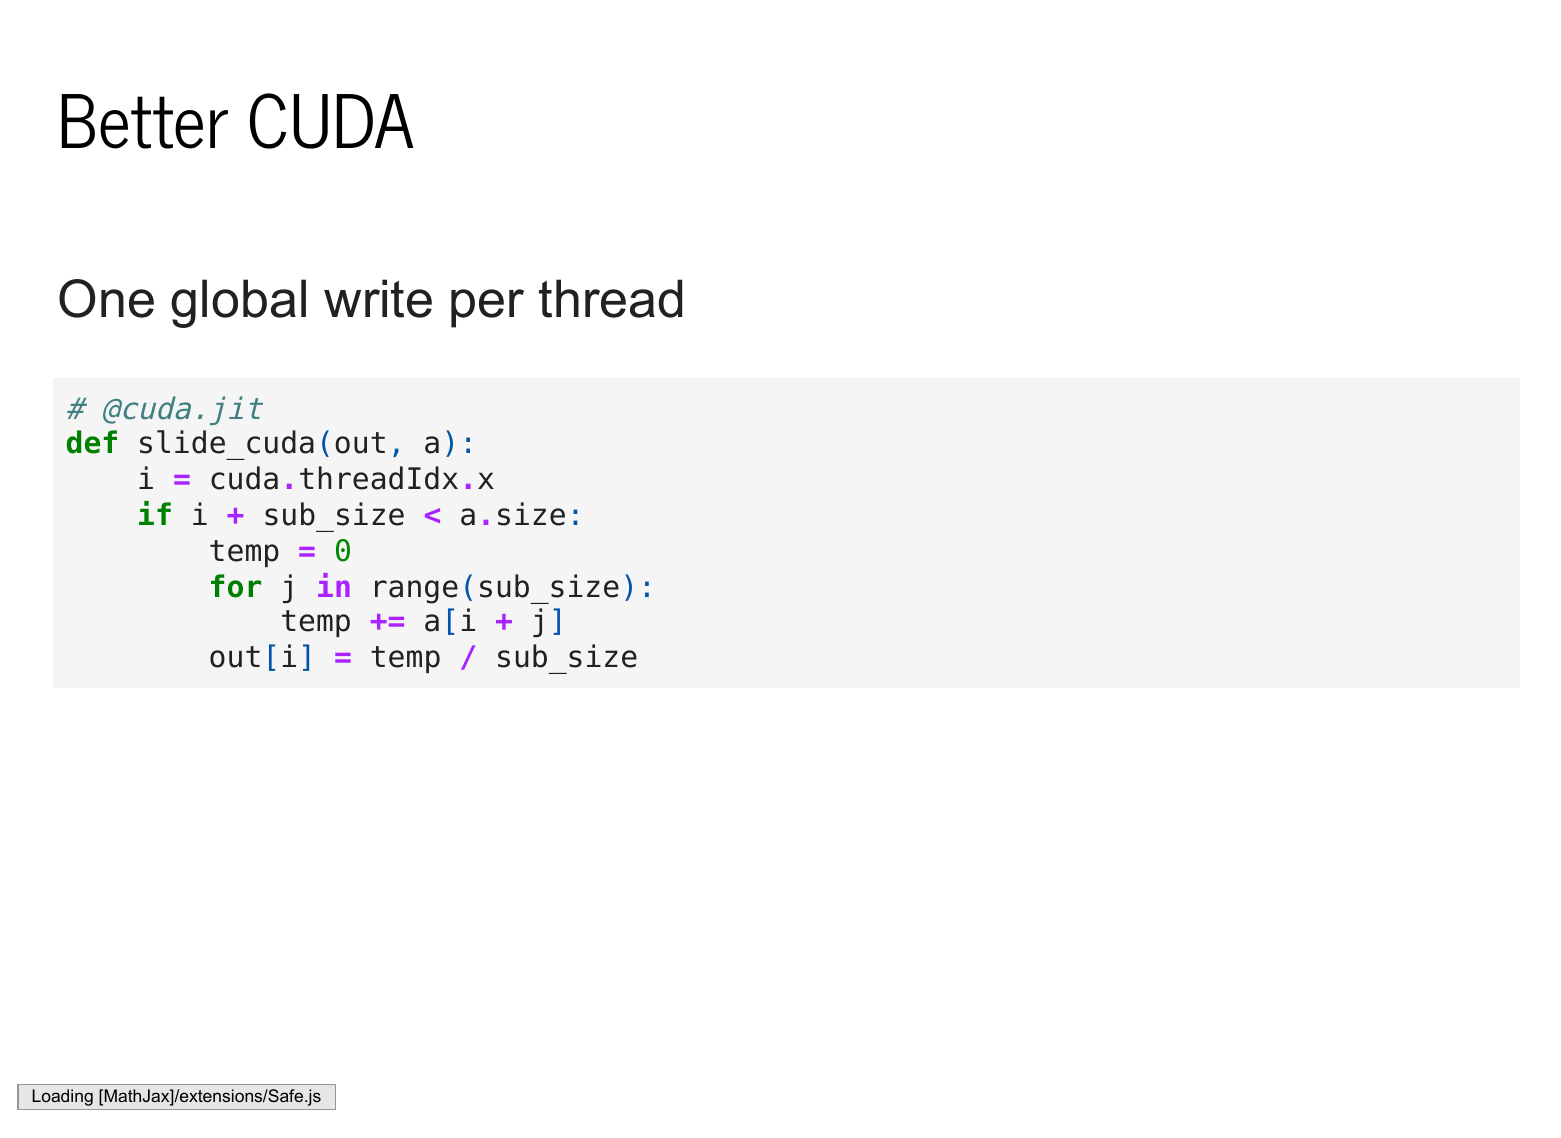 Better CUDA
One global write per thread
# @cuda.jit
def slide_cuda(out, a):
    i = cuda.threadIdx.x
    if i + sub_size < a.size:
        temp = 0
        for j in range(sub_size):
            temp += a[i + j]
        out[i] = temp / sub_size
Loading [MathJax]/extensions/Safe.js